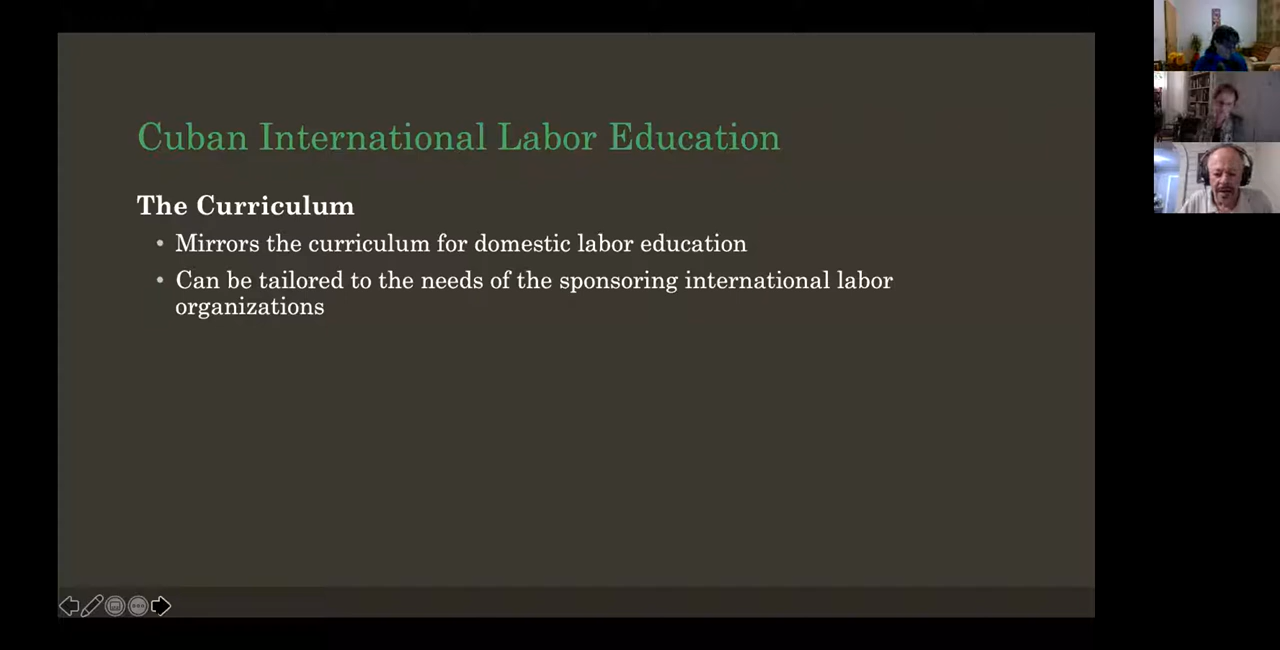 Cuban International Labor Education
The Curriculum
• Mirrors the curriculum for domestic labor education
• Can be tailored to the needs of the sponsoring international labor
organizations